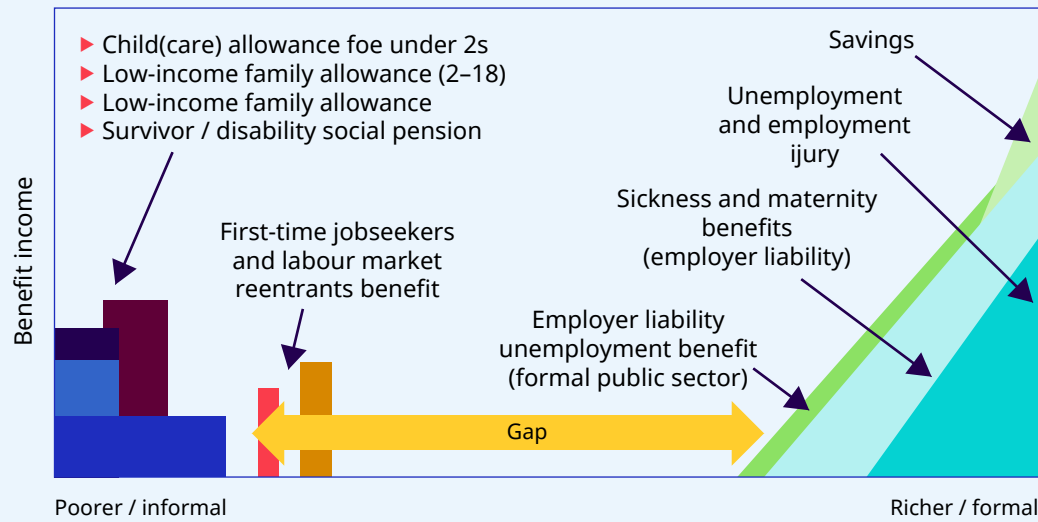 Child(care) allowance foe under 2s
Low-income family allowance (2–18)
Low-income family allowance
Survivor / disability social pension
First-time jobseekers
and labour market
reentrants benefit
Savings
Unemployment
and employment
ijury
Sickness and maternity
benefits
(employer liability)
Employer liability
unemployment benefit
(formal public sector)
Gap
Benefit income
Poorer / informal
Richer / formal